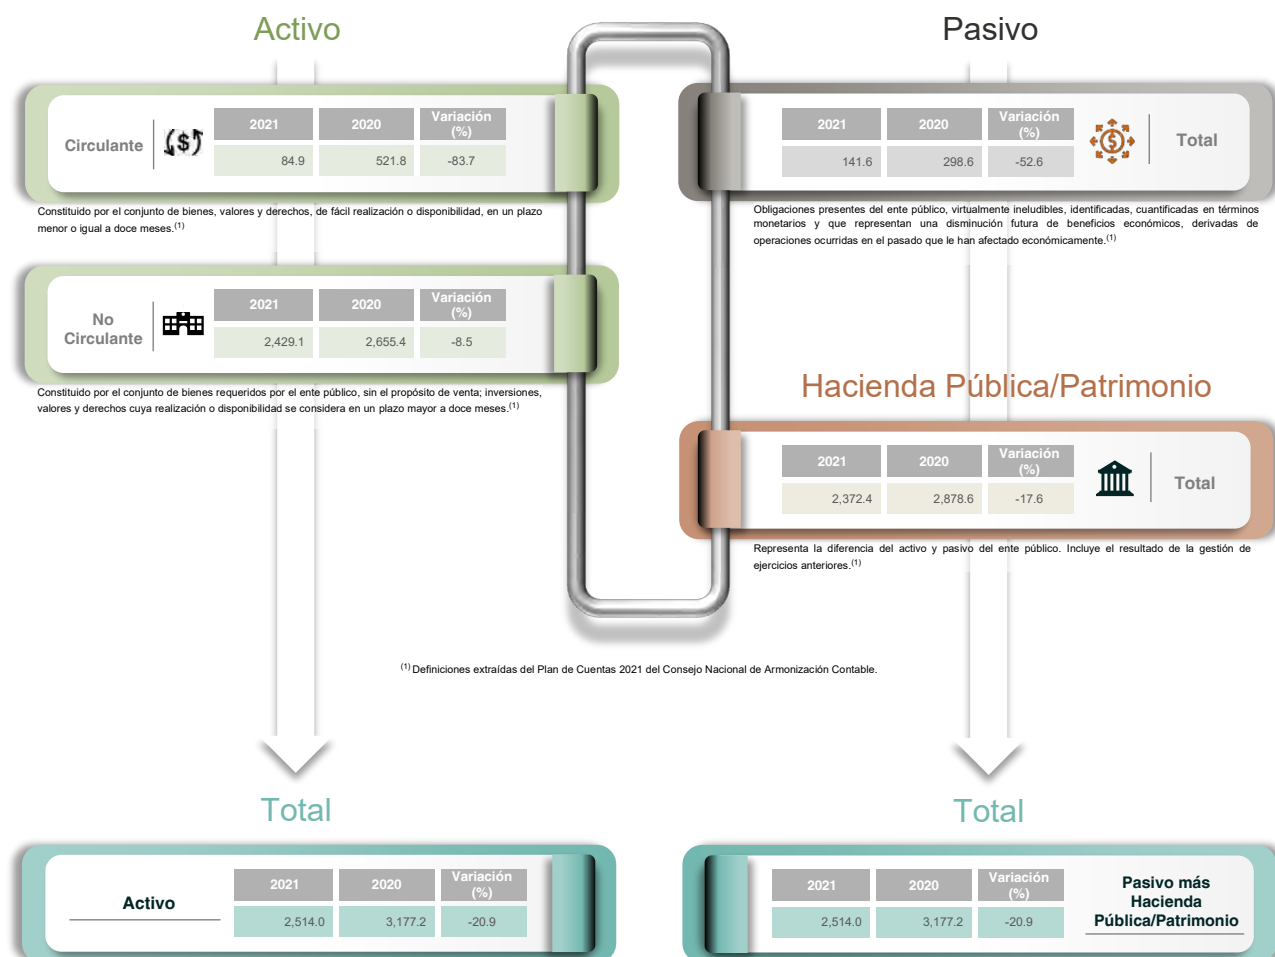 Activo
Circulante
2021 2020 Variación (%)
84.9 521.8 -83.7
Constituido por el conjunto de bienes, valores y derechos, de fácil realización o disponibilidad, en un plazo
menor o igual a doce meses.(1)
No
Circulante
2021 2020 Variación (%)
2,429.1 2,655.4 -8.5
Constituido por el conjunto de bienes requeridos por el ente público, sin el propósito de venta; inversiones,
valores y derechos cuya realización o disponibilidad se considera en un plazo mayor a doce meses.(1)
Pasivo
2021 2020 Variación (%)
141.6 298.6 -52.6
Total
Obligaciones presentes del ente público, virtualmente ineludibles, identificadas, cuantificadas en términos
monetarios y que representan una disminución futura de beneficios económicos, derivadas de
operaciones ocurridas en el pasado que le han afectado económicamente.(1)
Hacienda Pública/Patrimonio
2021 2020 Variación (%)
2,372.4 2,878.6 -17.6
Total
Representa la diferencia del activo y pasivo del ente público. Incluye el resultado de la gestión de
ejercicios anteriores.(1)
(1) Definiciones extraídas del Plan de Cuentas 2021 del Consejo Nacional de Armonización Contable.
Total
Activo
2021 2020 Variación (%)
2,514.0 3,177.2 -20.9
Total
2021 2020 Variación (%)
2,514.0 3,177.2 -20.9
Pasivo más
Hacienda
Pública/Patrimonio